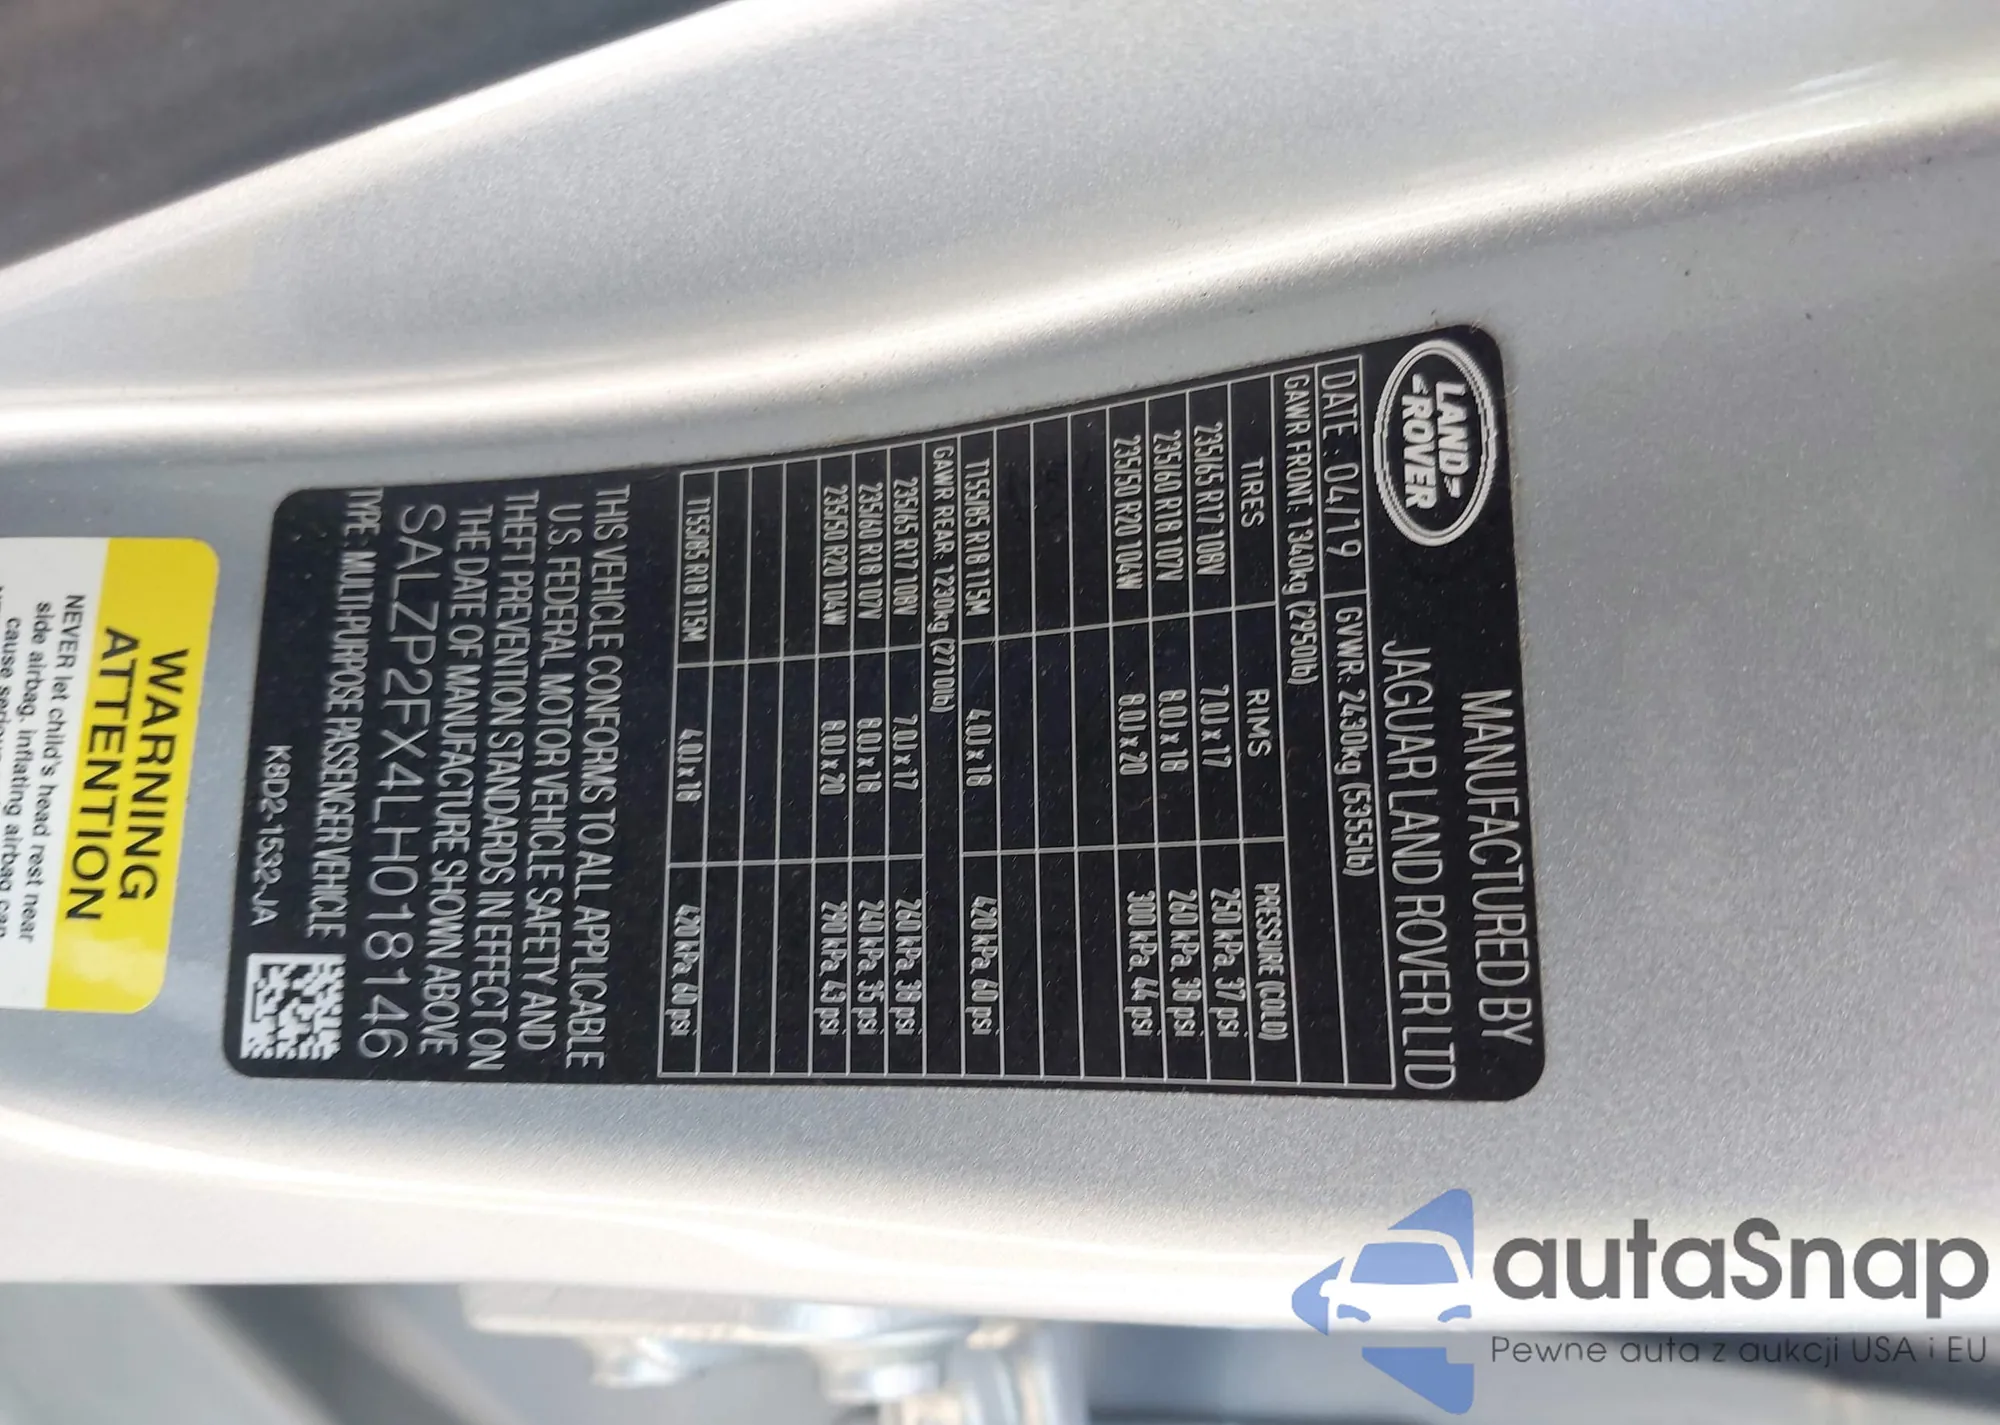 LAND ROVER
MANUFACTURED BY
JAGUAR LAND ROVER LTD
DATE : 04/19 GVWR: 2430kg (5355lb)
GAWR FRONT: 1340kg (2950lb)
TIRES RIMS PRESSURE (COLD)
235/65 R17 108V 7.0J x 17 250 kPa, 37 psi
235/60 R18 107V 8.0J x 18 260 kPa, 38 psi
235/50 R20 104W 8.0J x 20 300 kPa, 44 psi
T155/85 R18 115M 4.0J x 18 420 kPa, 60 psi
GAWR REAR: 1230kg (2710lb)
235/65 R17 108V 7.0J x 17 260 kPa, 38 psi
235/60 R18 107V 8.0J x 18 240 kPa, 35 psi
235/50 R20 104W 8.0J x 20 290 kPa, 43 psi
T155/85 R18 115M 4.0J x 18 420 kPa, 60 psi
THIS VEHICLE CONFORMS TO ALL APPLICABLE
U.S. FEDERAL MOTOR VEHICLE SAFETY AND
THEFT PREVENTION STANDARDS IN EFFECT ON
THE DATE OF MANUFACTURE SHOWN ABOVE
SALZP2FX4LH018146
TYPE : MULTI-PURPOSE PASSENGER VEHICLE
K8D2-1532-JA
WARNING
ATTENTION
NEVER let child's head rest near
side airbag, inflating airbag can
autaSnap
Pewne auta z aukcji USA i EU